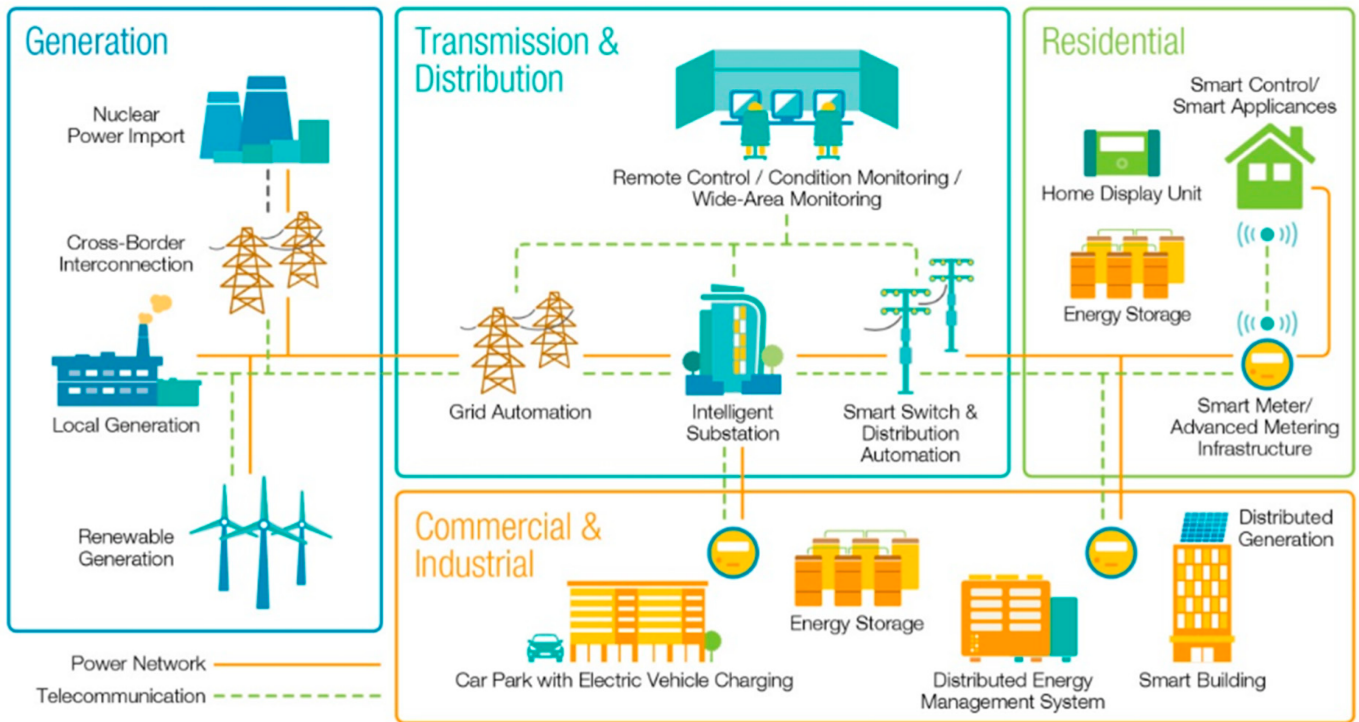 Generation
Nuclear
Power Import
Cross-Border
Interconnection
Local Generation
Renewable
Generation
Power Network
Telecommunication
Transmission &
Distribution
Remote Control / Condition Monitoring /
Wide-Area Monitoring
Grid Automation
Intelligent
Substation
Smart Switch &
Distribution
Automation
Residential
Smart Control/
Smart Applicances
Home Display Unit
Energy Storage
Smart Meter/
Advanced Metering
Infrastructure
Commercial &
Industrial
Car Park with Electric Vehicle Charging
Energy Storage
Distributed Energy
Management System
Distributed
Generation
Smart Building